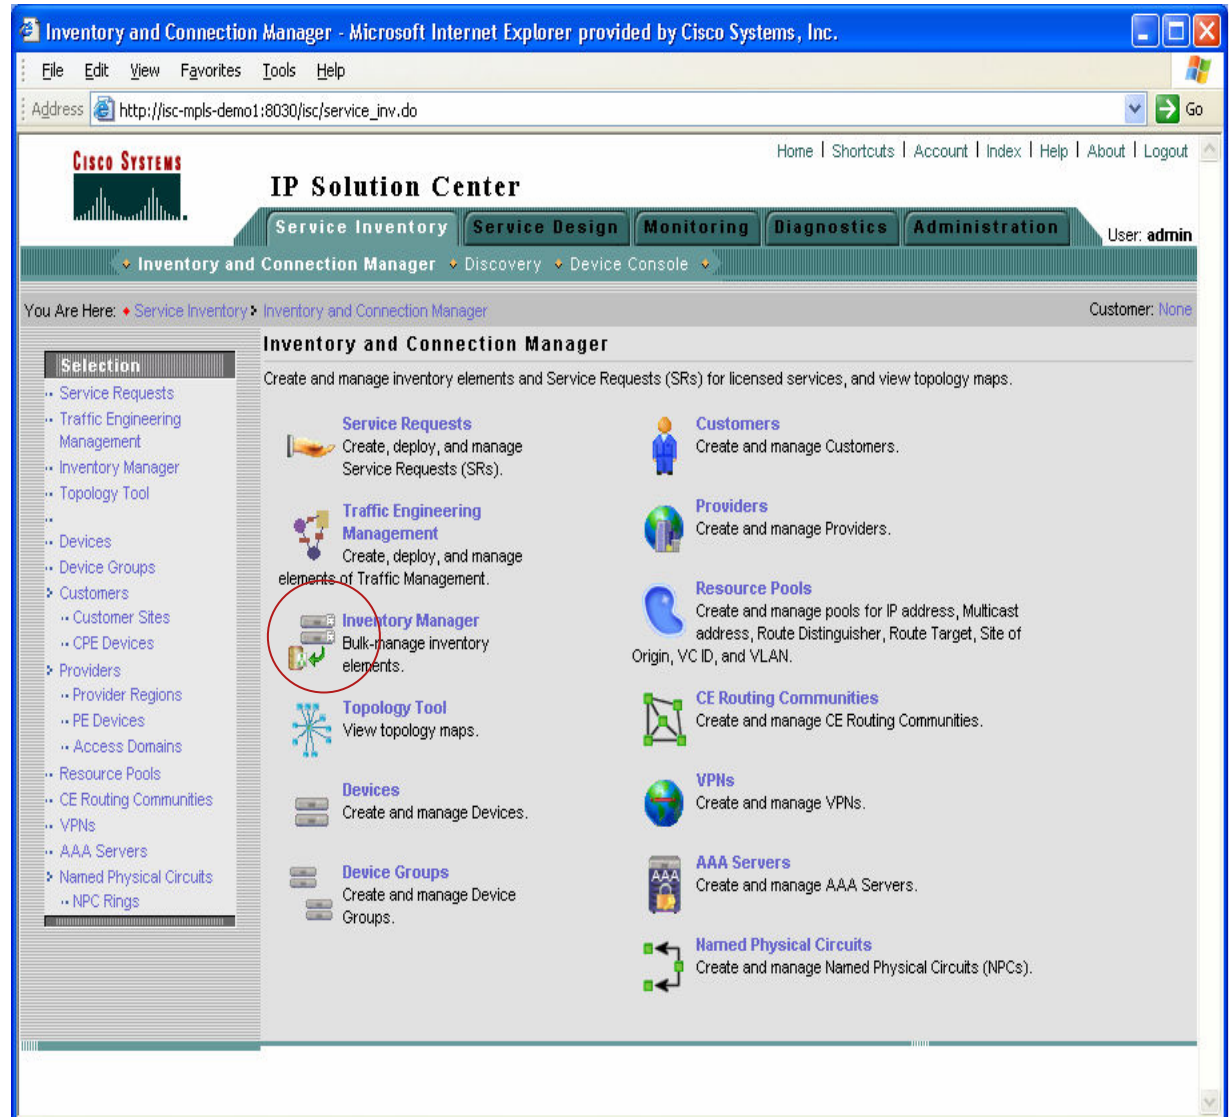 Inventory and Connection Manager - Microsoft Internet Explorer provided by Cisco Systems, Inc.
File Edit View Favorites Tools Help
Address http://isc-mpls-demo1:8030/isc/service_inv.do Go
Home | Shortcuts | Account | Index | Help | About | Logout
CISCO SYSTEMS
IP Solution Center
Service Inventory Service Design Monitoring Diagnostics Administration
User: admin
Inventory and Connection Manager Discovery Device Console
You Are Here: Service Inventory Inventory and Connection Manager Customer: None
Selection
Service Requests
Traffic Engineering
Management
Inventory Manager
Topology Tool
Devices
Device Groups
Customers
Customer Sites
CPE Devices
Providers
Provider Regions
PE Devices
Access Domains
Resource Pools
CE Routing Communities
VPNs
AAA Servers
Named Physical Circuits
NPC Rings
Inventory and Connection Manager
Create and manage inventory elements and Service Requests (SRs) for licensed services, and view topology maps.
Service Requests
Create, deploy, and manage
Service Requests (SRs).
Traffic Engineering
Management
Create, deploy, and manage
elements of Traffic Management.
Inventory Manager
Bulk-manage inventory
elements.
Topology Tool
View topology maps.
Devices
Create and manage Devices.
Device Groups
Create and manage Device
Groups.
Customers
Create and manage Customers.
Providers
Create and manage Providers.
Resource Pools
Create and manage pools for IP address, Multicast
address, Route Distinguisher, Route Target, Site of
Origin, VC ID, and VLAN.
CE Routing Communities
Create and manage CE Routing Communities.
VPNs
Create and manage VPNs.
AAA
AAA Servers
Create and manage AAA Servers.
Named Physical Circuits
Create and manage Named Physical Circuits (NPCs).